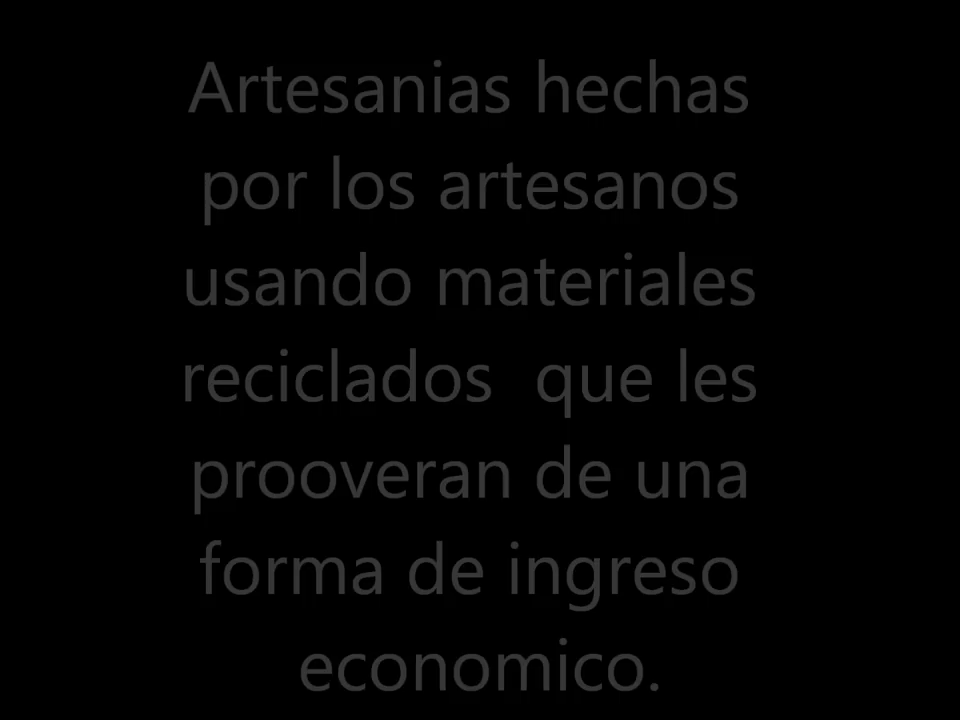 Artesanias hechas
por los artesanos
usando materiales
reciclados  que les
prooveran de una
forma de ingreso
economico.